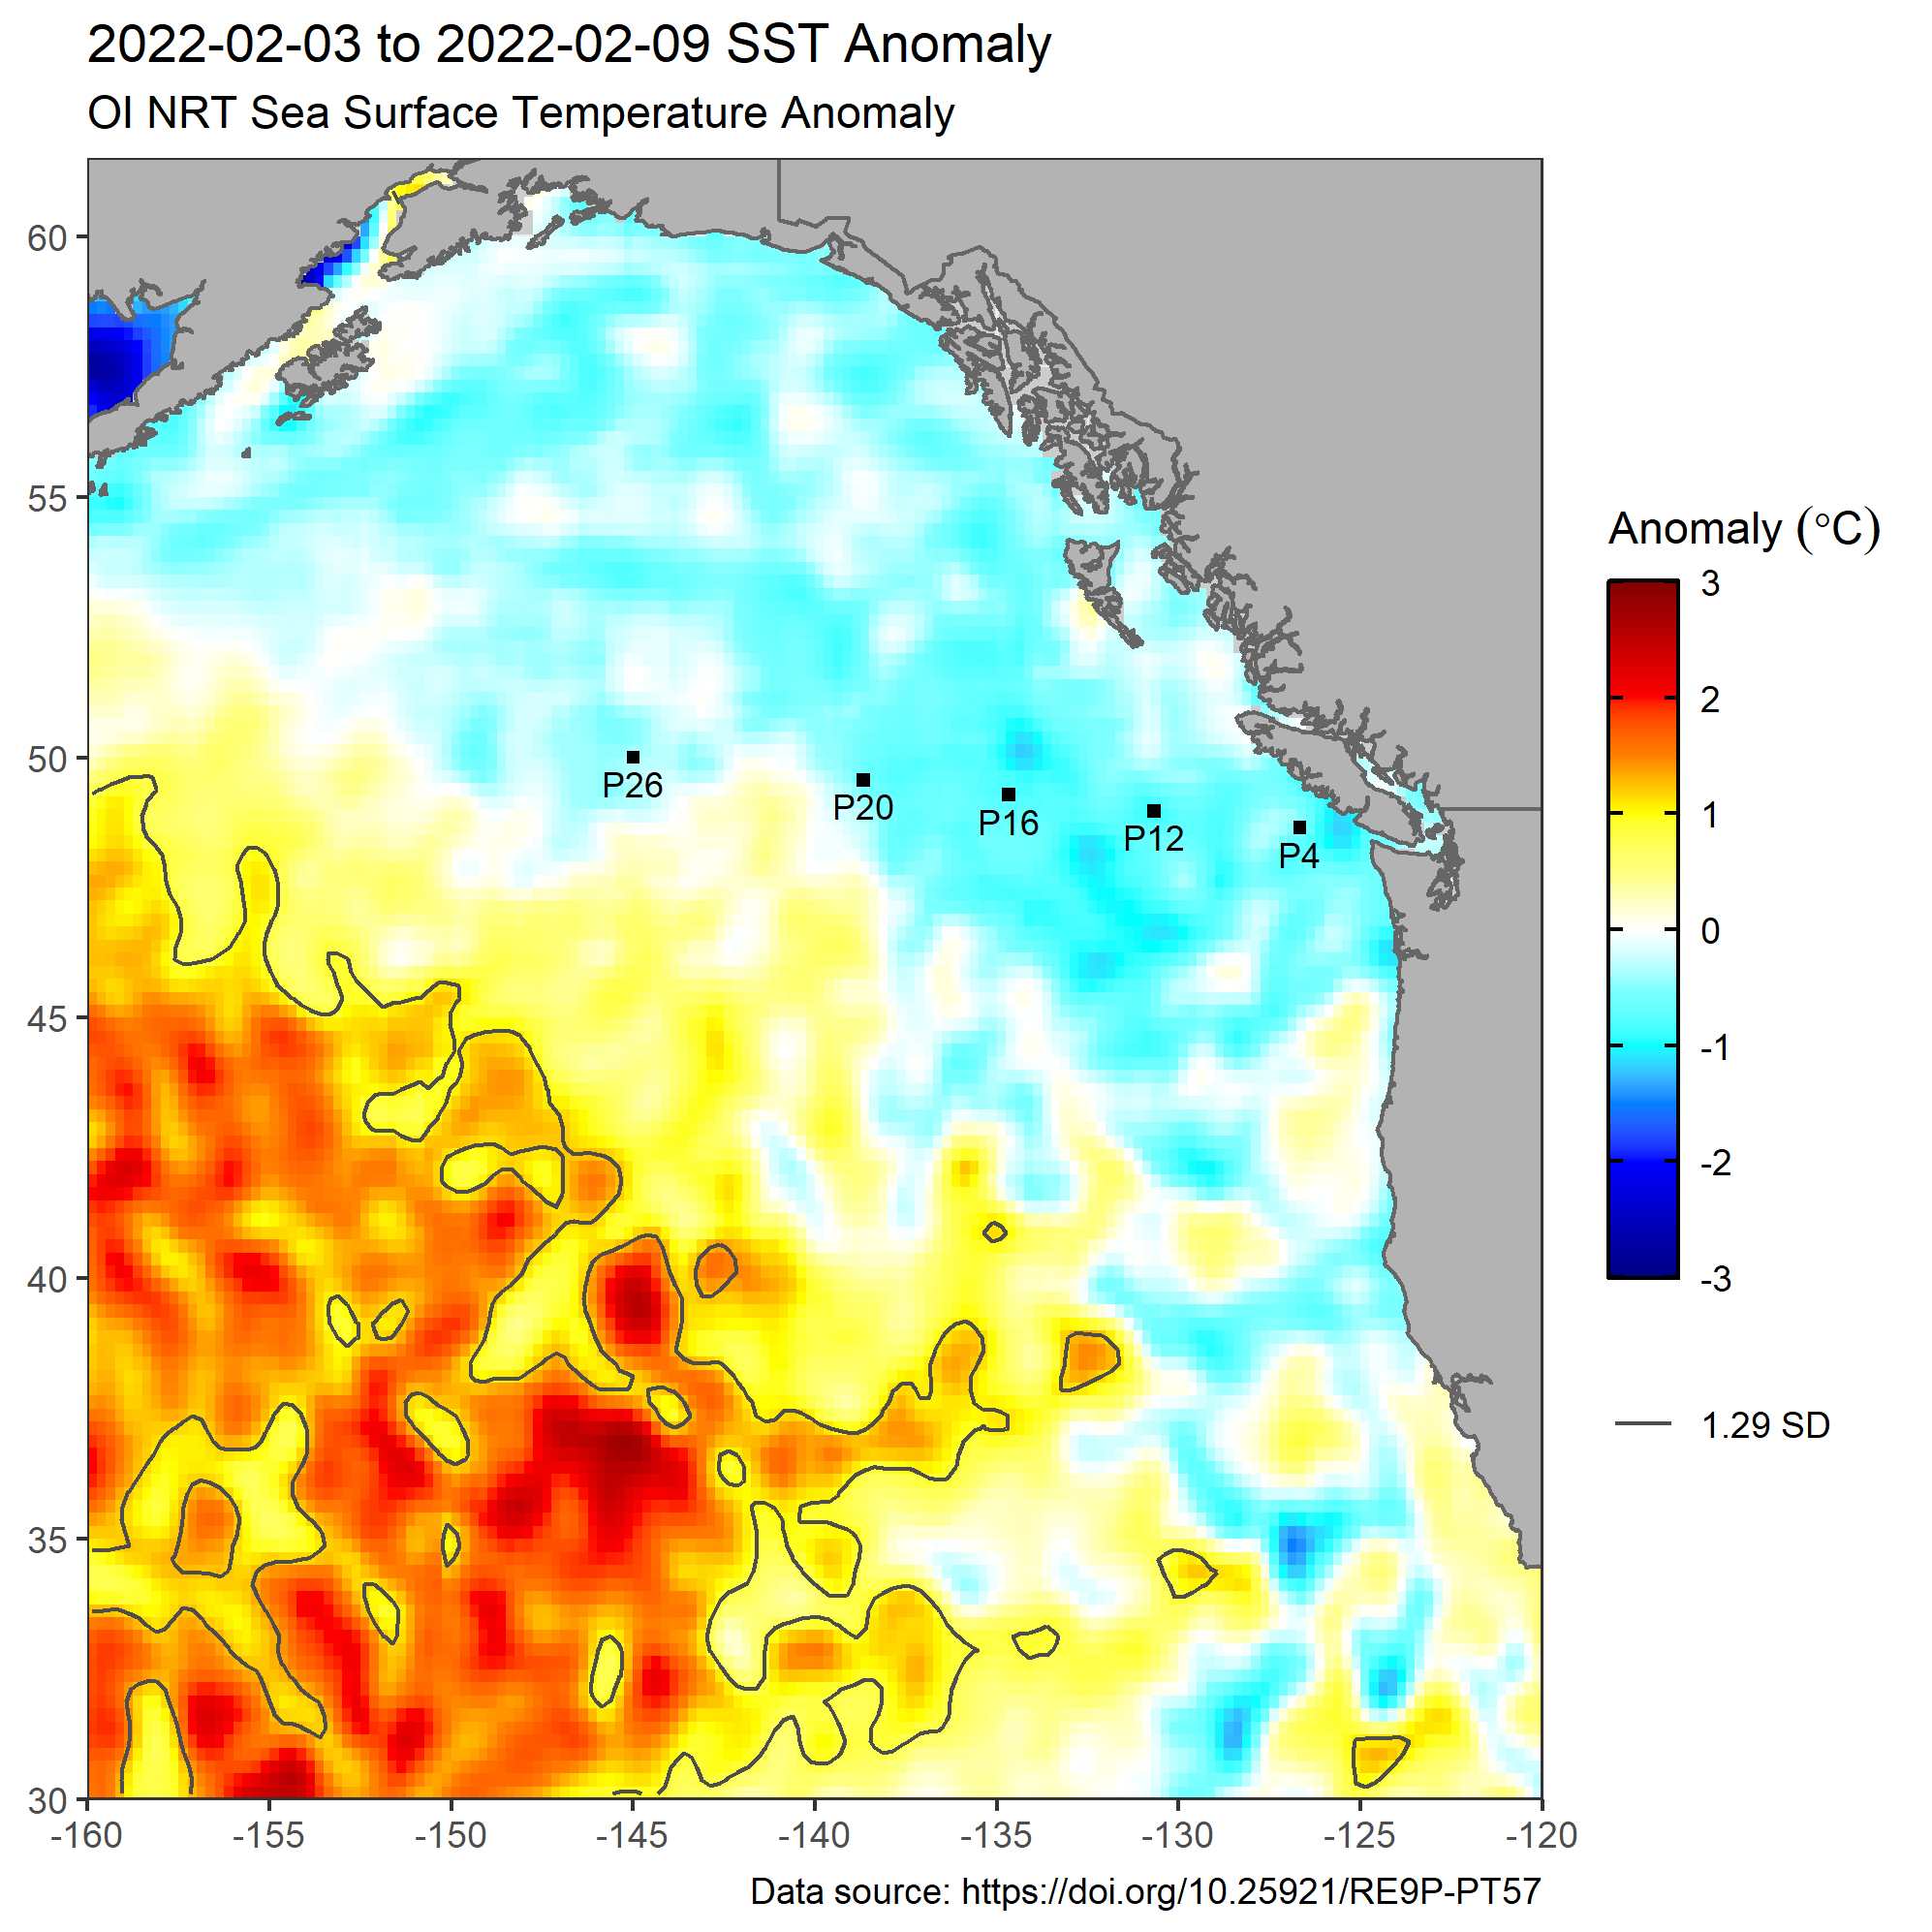 2022-02-03 to 2022-02-09 SST Anomaly
OI NRT Sea Surface Temperature Anomaly
60
55
50
45
40
35
30
-160
-155
-150
-145
-140
-135
-130
-125
-120
P26
P20
P16
P12
P4
Anomaly (°C)
3
2
1
0
-1
-2
-3
1.29 SD
Data source: https://doi.org/10.25921/RE9P-PT57